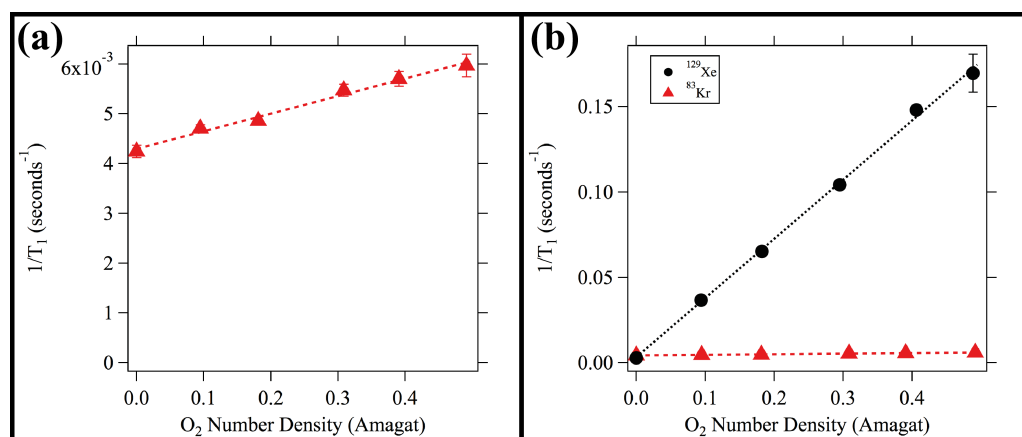 (a)
6x10⁻³
5
4
3
2
1
0
1/T₁ (seconds⁻¹)
0.0 0.1 0.2 0.3 0.4
O₂ Number Density (Amagat)
(b)
¹²⁹Xe
⁸³Kr
0.15
0.10
0.05
0.00
1/T₁ (seconds⁻¹)
0.0 0.1 0.2 0.3 0.4
O₂ Number Density (Amagat)